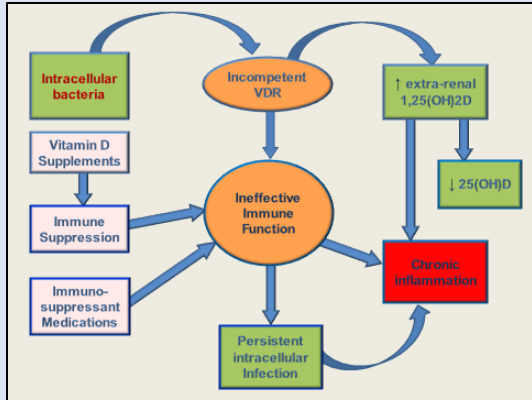 Intracellular
bacteria
Incompetent
VDR
↑ extra-renal
1,25(OH)2D
Vitamin D
Supplements
↓ 25(OH)D
Immune
Suppression
Ineffective
Immune
Function
Chronic
inflammation
Immuno-
suppressant
Medications
Persistent
intracellular
Infection